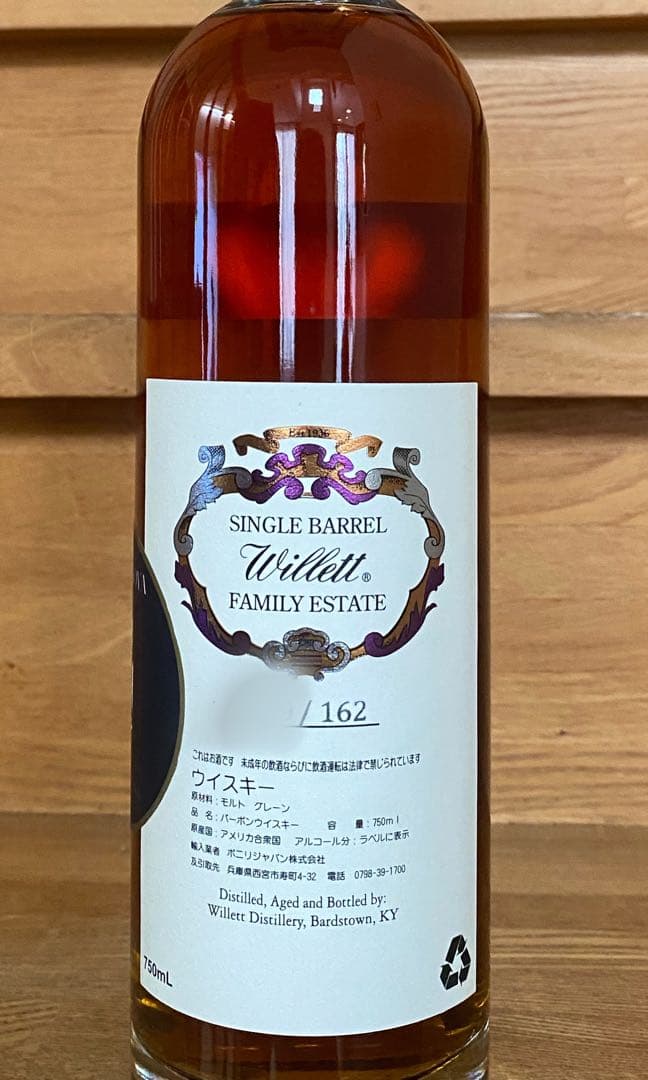 Est 1936
SINGLE BARREL
Willett®
FAMILY ESTATE
/ 162
これはお酒です 未成年の飲酒ならびに飲酒運転は法律で禁じられています
ウイスキー
原材料：モルト グレーン
品 名：バーボンウイスキー 容 量：750ml
原産国：アメリカ合衆国 アルコール分：ラベルに表示
輸入業者 ボニリジャパン株式会社
及引取先 兵庫県西宮市寿町4-32 電話 0798-39-1700
Distilled, Aged and Bottled by:
Willett Distillery, Bardstown, KY
750mL